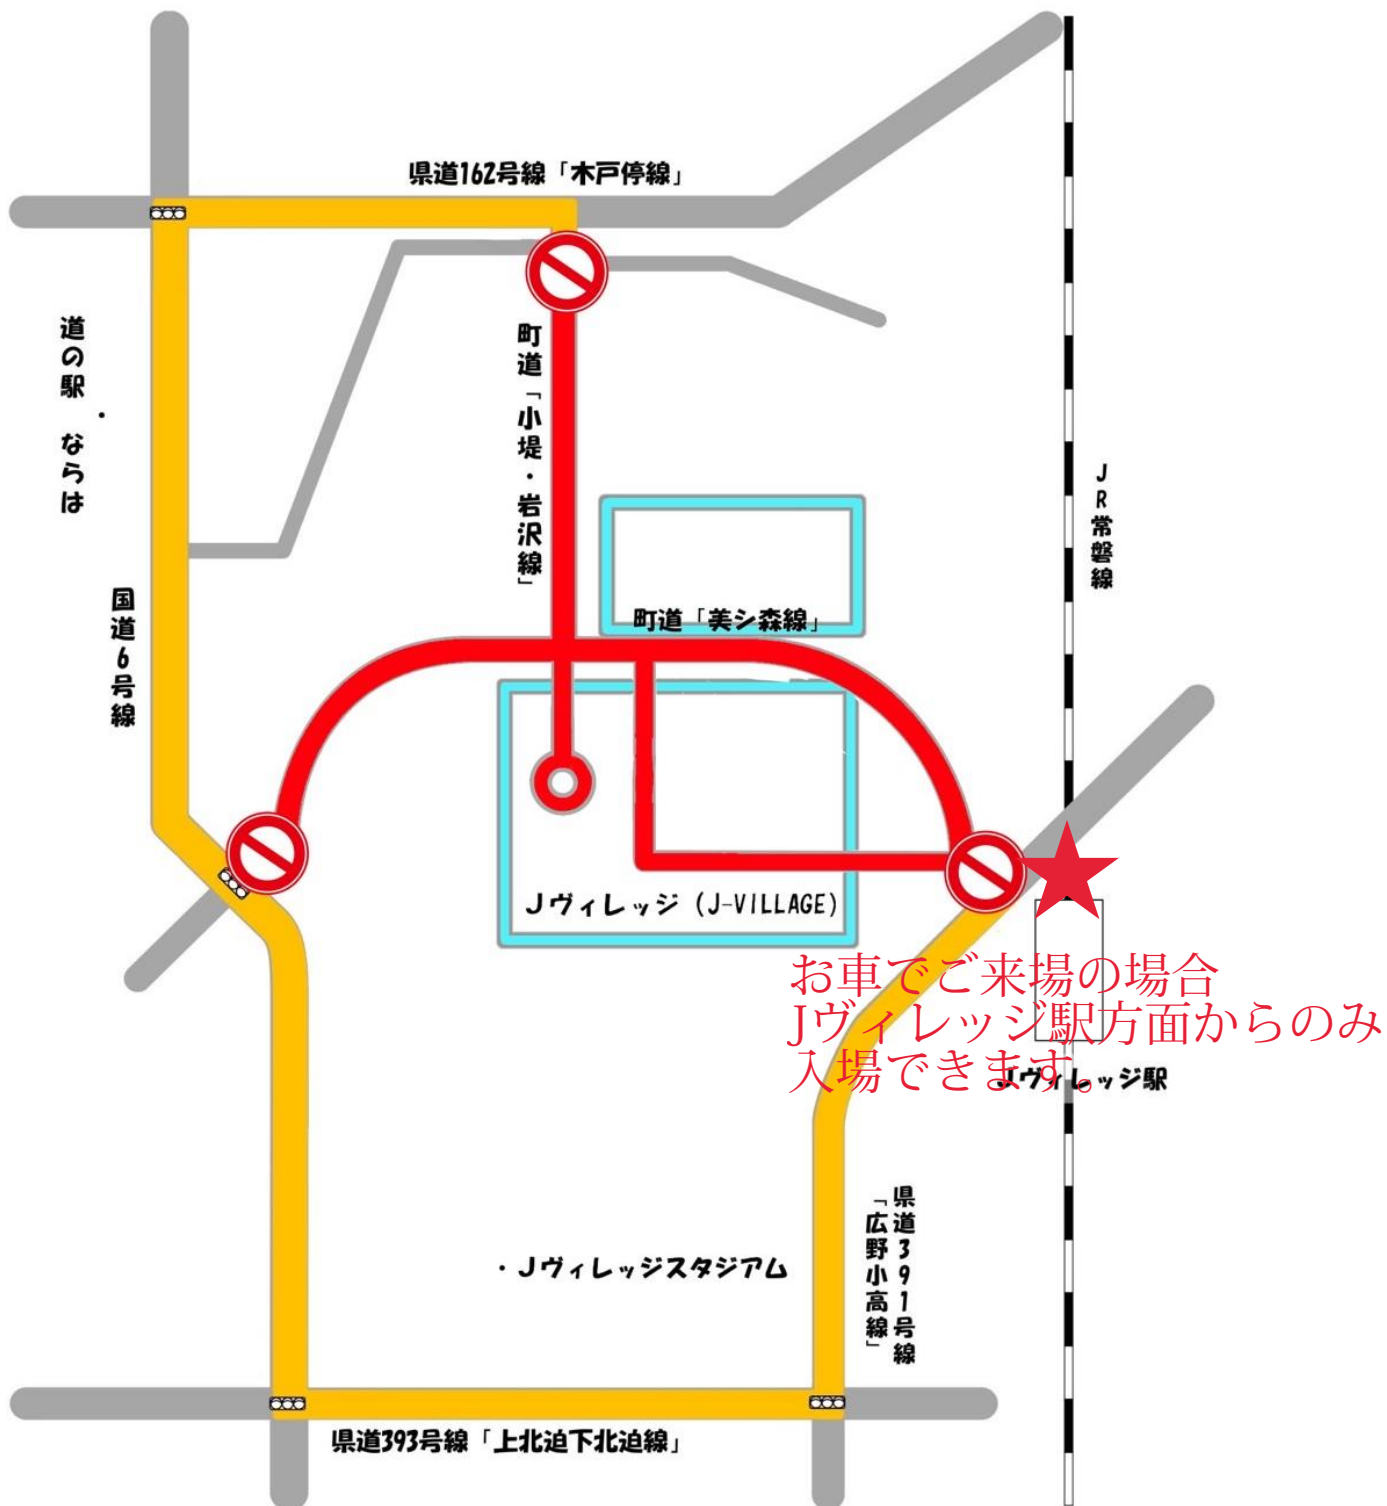 県道162号線「木戸停線」
道の駅 ならは
・
町道「小堤・岩沢線」
JR常磐線
国道6号線
町道「美シ森線」
Jヴィレッジ (J-VILLAGE)
お車でご来場の場合
Jヴィレッジ駅方面からのみ
入場できます。
Jヴィレッジ駅
県道391号線
「広野小高線」
・Jヴィレッジスタジアム
県道393号線「上北迫下北迫線」